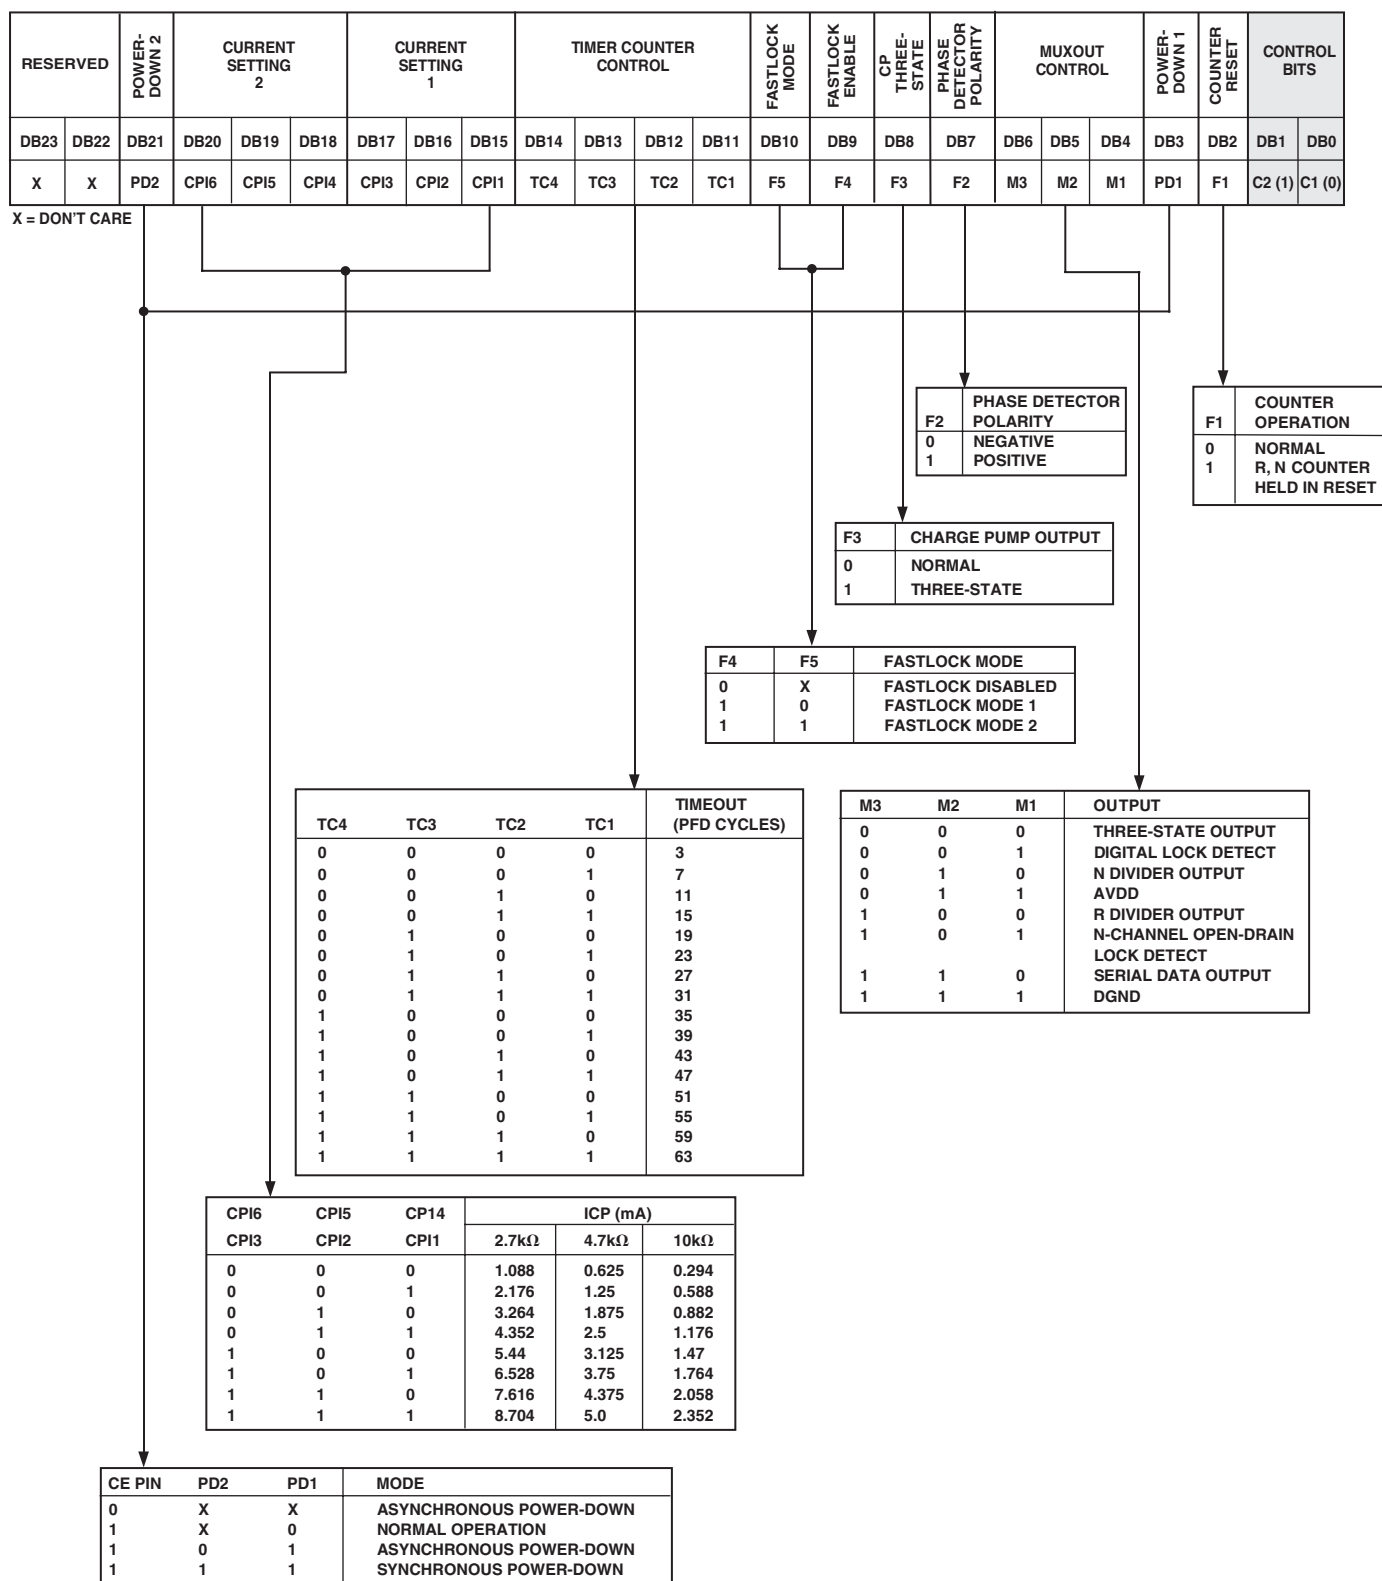 RESERVED POWER-DOWN 2 CURRENT SETTING 2 CURRENT SETTING 1 TIMER COUNTER CONTROL FASTLOCK MODE FASTLOCK ENABLE CP THREE-STATE PHASE DETECTOR POLARITY MUXOUT CONTROL POWER-DOWN 1 COUNTER RESET CONTROL BITS
DB23 DB22 DB21 DB20 DB19 DB18 DB17 DB16 DB15 DB14 DB13 DB12 DB11 DB10 DB9 DB8 DB7 DB6 DB5 DB4 DB3 DB2 DB1 DB0
X X PD2 CPI6 CPI5 CPI4 CPI3 CPI2 CPI1 TC4 TC3 TC2 TC1 F5 F4 F3 F2 M3 M2 M1 PD1 F1 C2 (1) C1 (0)
X = DON'T CARE
F2 PHASE DETECTOR POLARITY
0 NEGATIVE
1 POSITIVE
F1 COUNTER OPERATION
0 NORMAL
1 R, N COUNTER
HELD IN RESET
F3 CHARGE PUMP OUTPUT
0 NORMAL
1 THREE-STATE
F4 F5 FASTLOCK MODE
0 X FASTLOCK DISABLED
1 0 FASTLOCK MODE 1
1 1 FASTLOCK MODE 2
TC4 TC3 TC2 TC1 TIMEOUT (PFD CYCLES)
0 0 0 0 3
0 0 0 1 7
0 0 1 0 11
0 0 1 1 15
0 1 0 0 19
0 1 0 1 23
0 1 1 0 27
0 1 1 1 31
1 0 0 0 35
1 0 0 1 39
1 0 1 0 43
1 0 1 1 47
1 1 0 0 51
1 1 0 1 55
1 1 1 0 59
1 1 1 1 63
M3 M2 M1 OUTPUT
0 0 0 THREE-STATE OUTPUT
0 0 1 DIGITAL LOCK DETECT
0 1 0 N DIVIDER OUTPUT
0 1 1 AVDD
1 0 0 R DIVIDER OUTPUT
1 0 1 N-CHANNEL OPEN-DRAIN
LOCK DETECT
1 1 0 SERIAL DATA OUTPUT
1 1 1 DGND
CPI6 CPI5 CP14 ICP (mA)
CPI3 CPI2 CPI1 2.7kΩ 4.7kΩ 10kΩ
0 0 0 1.088 0.625 0.294
0 0 1 2.176 1.25 0.588
0 1 0 3.264 1.875 0.882
0 1 1 4.352 2.5 1.176
1 0 0 5.44 3.125 1.47
1 0 1 6.528 3.75 1.764
1 1 0 7.616 4.375 2.058
1 1 1 8.704 5.0 2.352
CE PIN PD2 PD1 MODE
0 X X ASYNCHRONOUS POWER-DOWN
1 X 0 NORMAL OPERATION
1 0 1 ASYNCHRONOUS POWER-DOWN
1 1 1 SYNCHRONOUS POWER-DOWN